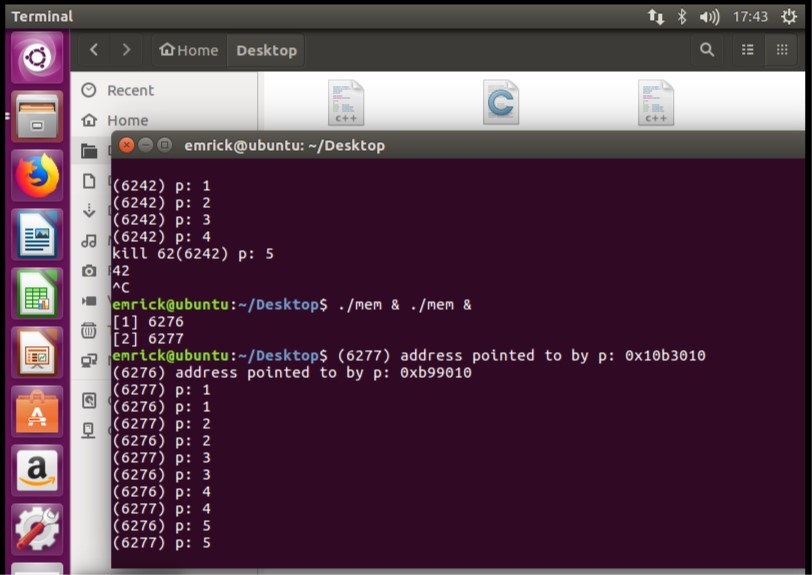 Terminal
17:43
Home
Desktop
Recent
Home
c++
C
c++
emrick@ubuntu: ~/Desktop
(6242) p: 1
(6242) p: 2
(6242) p: 3
(6242) p: 4
kill 62(6242) p: 5
42
^C
emrick@ubuntu:~/Desktop$ ./mem & ./mem &
[1] 6276
[2] 6277
emrick@ubuntu:~/Desktop$ (6277) address pointed to by p: 0x10b3010
(6276) address pointed to by p: 0xb99010
(6277) p: 1
(6276) p: 1
(6277) p: 2
(6276) p: 2
(6277) p: 3
(6276) p: 3
(6276) p: 4
(6277) p: 4
(6276) p: 5
(6277) p: 5